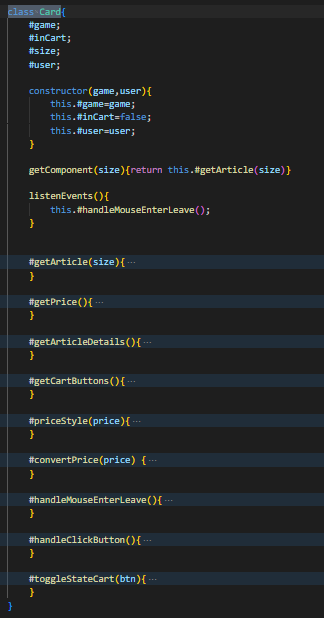 class Card{
#game;
#inCart;
#size;
#user;
constructor(game,user){
this.#game=game;
this.#inCart=false;
this.#user=user;
}
getComponent(size){return this.#getArticle(size)}
listenEvents(){
this.#handleMouseEnterLeave();
}
#getArticle(size){ ···
}
#getPrice(){ ···
}
#getArticleDetails(){ ···
}
#getCartButtons(){ ···
}
#priceStyle(price){ ···
}
#convertPrice(price) { ···
}
#handleMouseEnterLeave(){ ···
}
#handleClickButton(){ ···
}
#toggleStateCart(btn){ ···
}
}